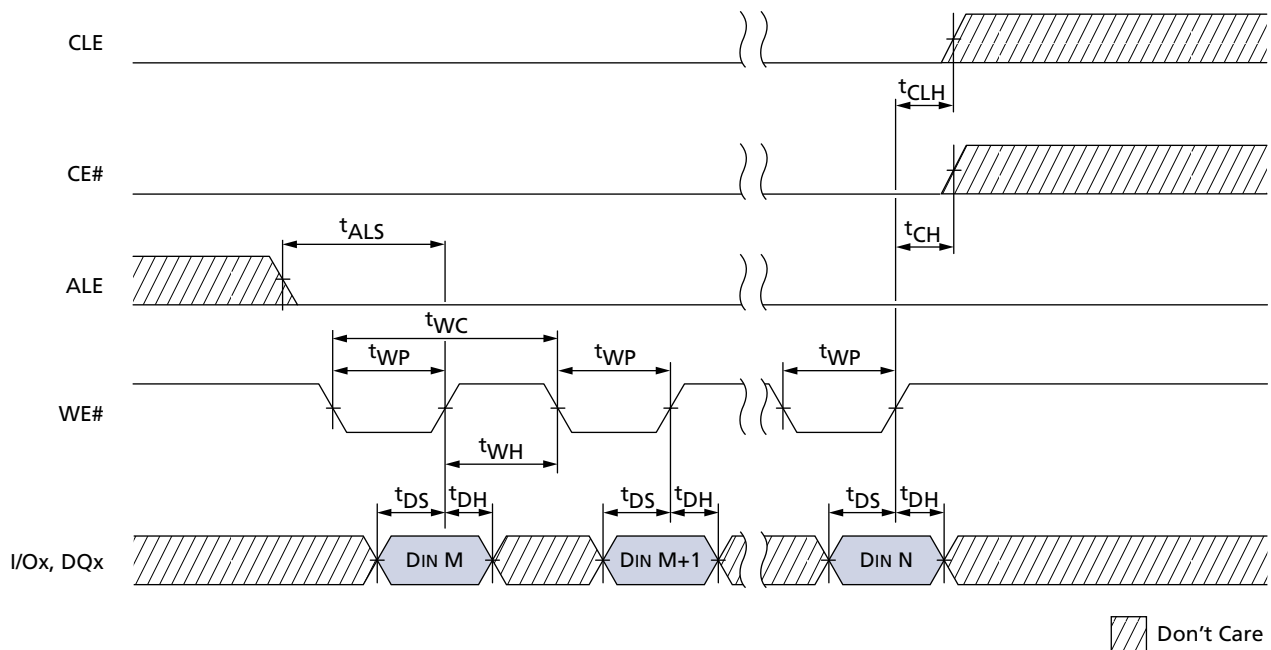 CLE
tCLH
CE#
tCH
tALS
ALE
tWC
tWP
tWP
tWP
WE#
tWH
tDS
tDH
tDS
tDH
tDS
tDH
I/Ox, DQx
DIN M
DIN M+1
DIN N
Don't Care